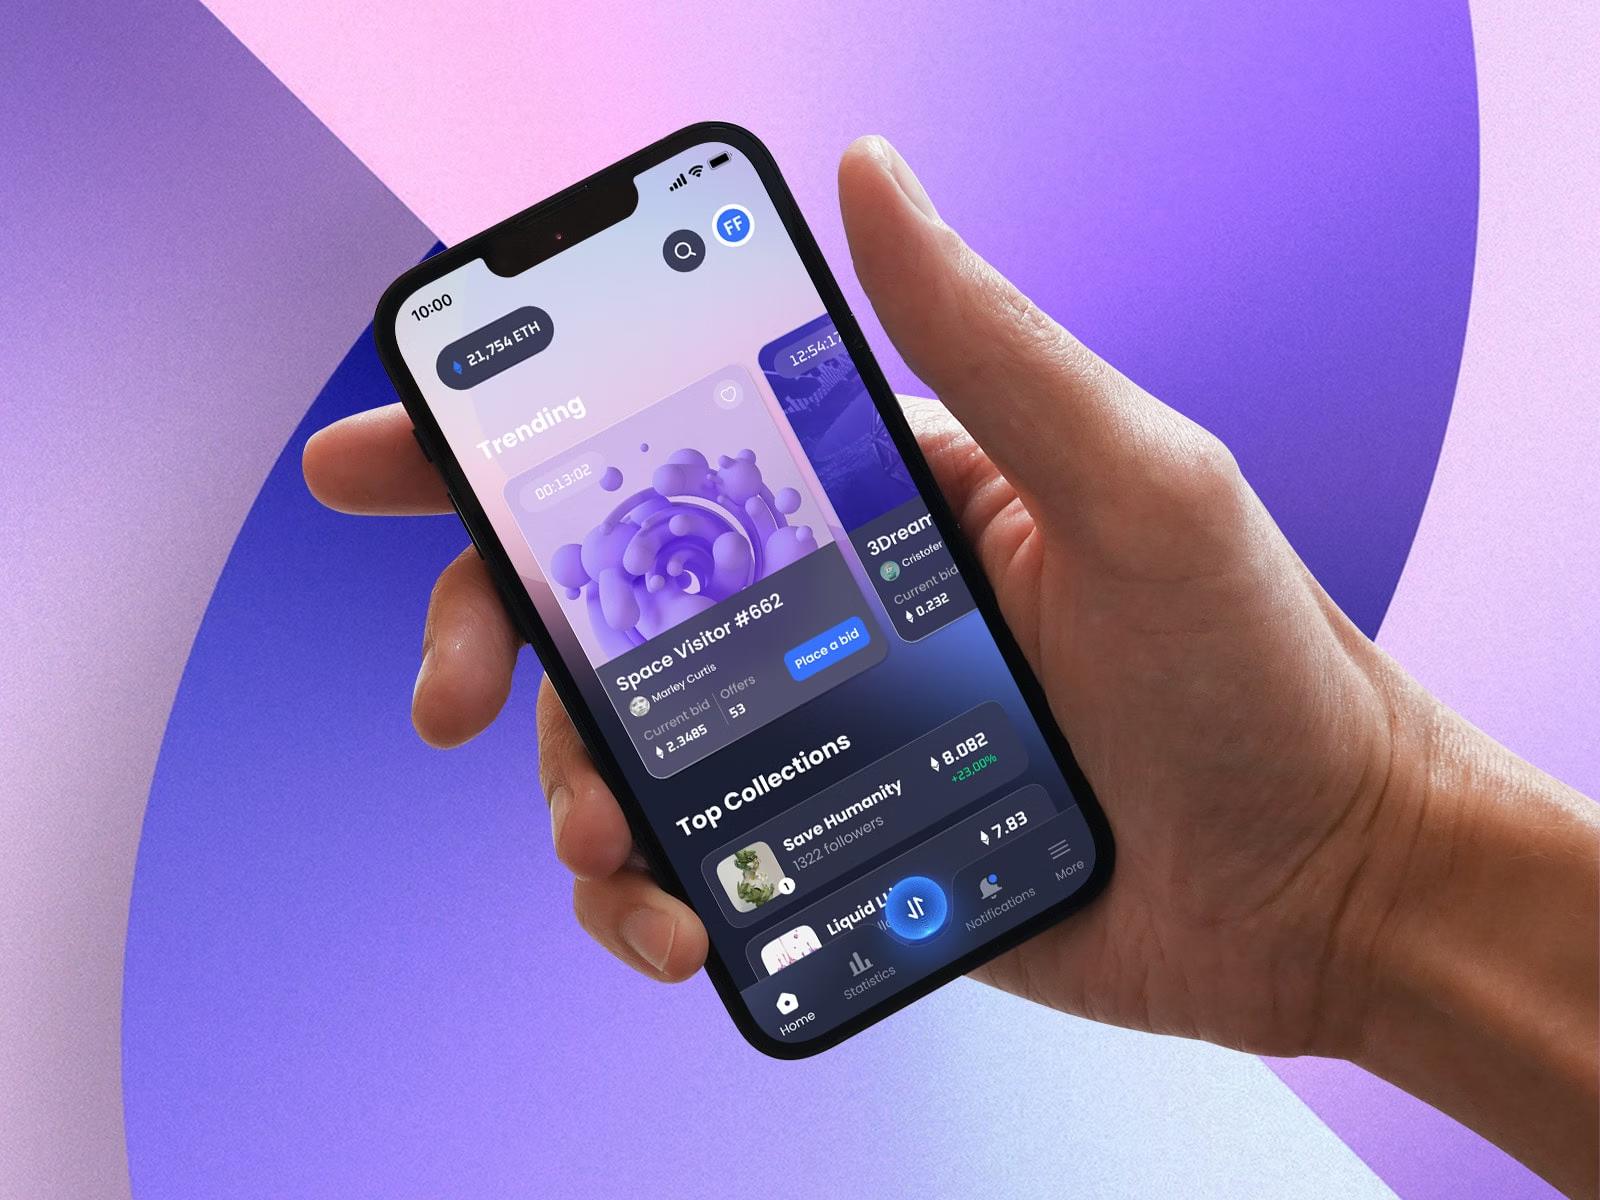 10:00
FF
21,754 ETH
Trending
00:13:02
12:54:17
Space Visitor #662
Marley Curtis
Current bid
2.3485
Offers
53
Place a bid
3Dream
Cristofer
Current bid
0.232
Top Collections
Save Humanity
1322 followers
8.082
+23,00%
1
Liquid
7.83
Home
Statistics
Notifications
More